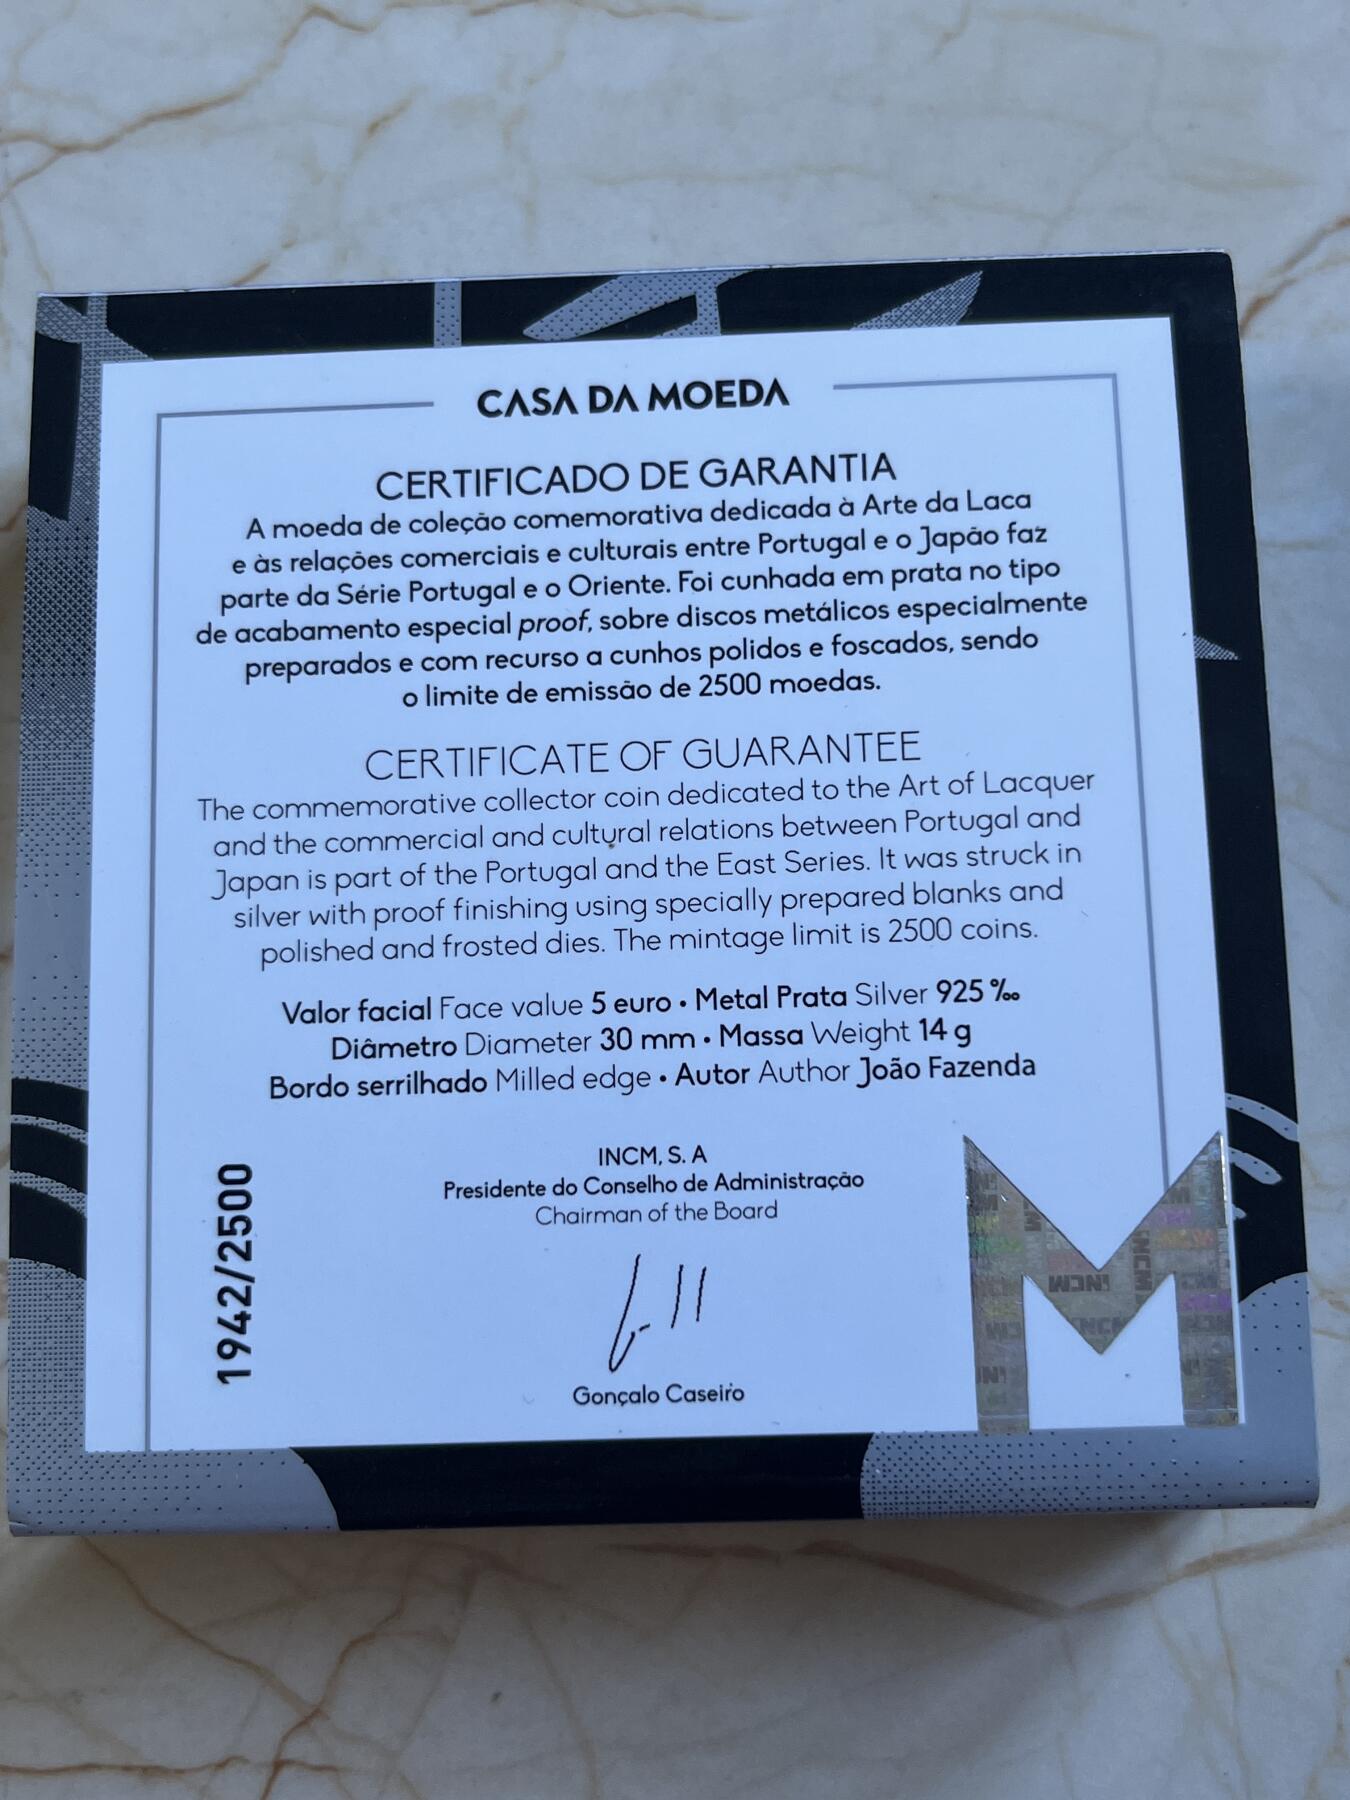 CASA DA MOEDA
CERTIFICADO DE GARANTIA
A moeda de coleção comemorativa dedicada à Arte da Laca
e às relações comerciais e culturais entre Portugal e o Japão faz
parte da Série Portugal e o Oriente. Foi cunhada em prata no tipo
de acabamento especial proof, sobre discos metálicos especialmente
preparados e com recurso a cunhos polidos e foscados, sendo
o limite de emissão de 2500 moedas.
CERTIFICATE OF GUARANTEE
The commemorative collector coin dedicated to the Art of Lacquer
and the commercial and cultural relations between Portugal and
Japan is part of the Portugal and the East Series. It was struck in
silver with proof finishing using specially prepared blanks and
polished and frosted dies. The mintage limit is 2500 coins.
Valor facial Face value 5 euro • Metal Prata Silver 925 ‰
Diâmetro Diameter 30 mm • Massa Weight 14 g
Bordo serrilhado Milled edge • Autor Author João Fazenda
INCM, S. A
Presidente do Conselho de Administração
Chairman of the Board
Gonçalo Caseiro
1942/2500
INCM